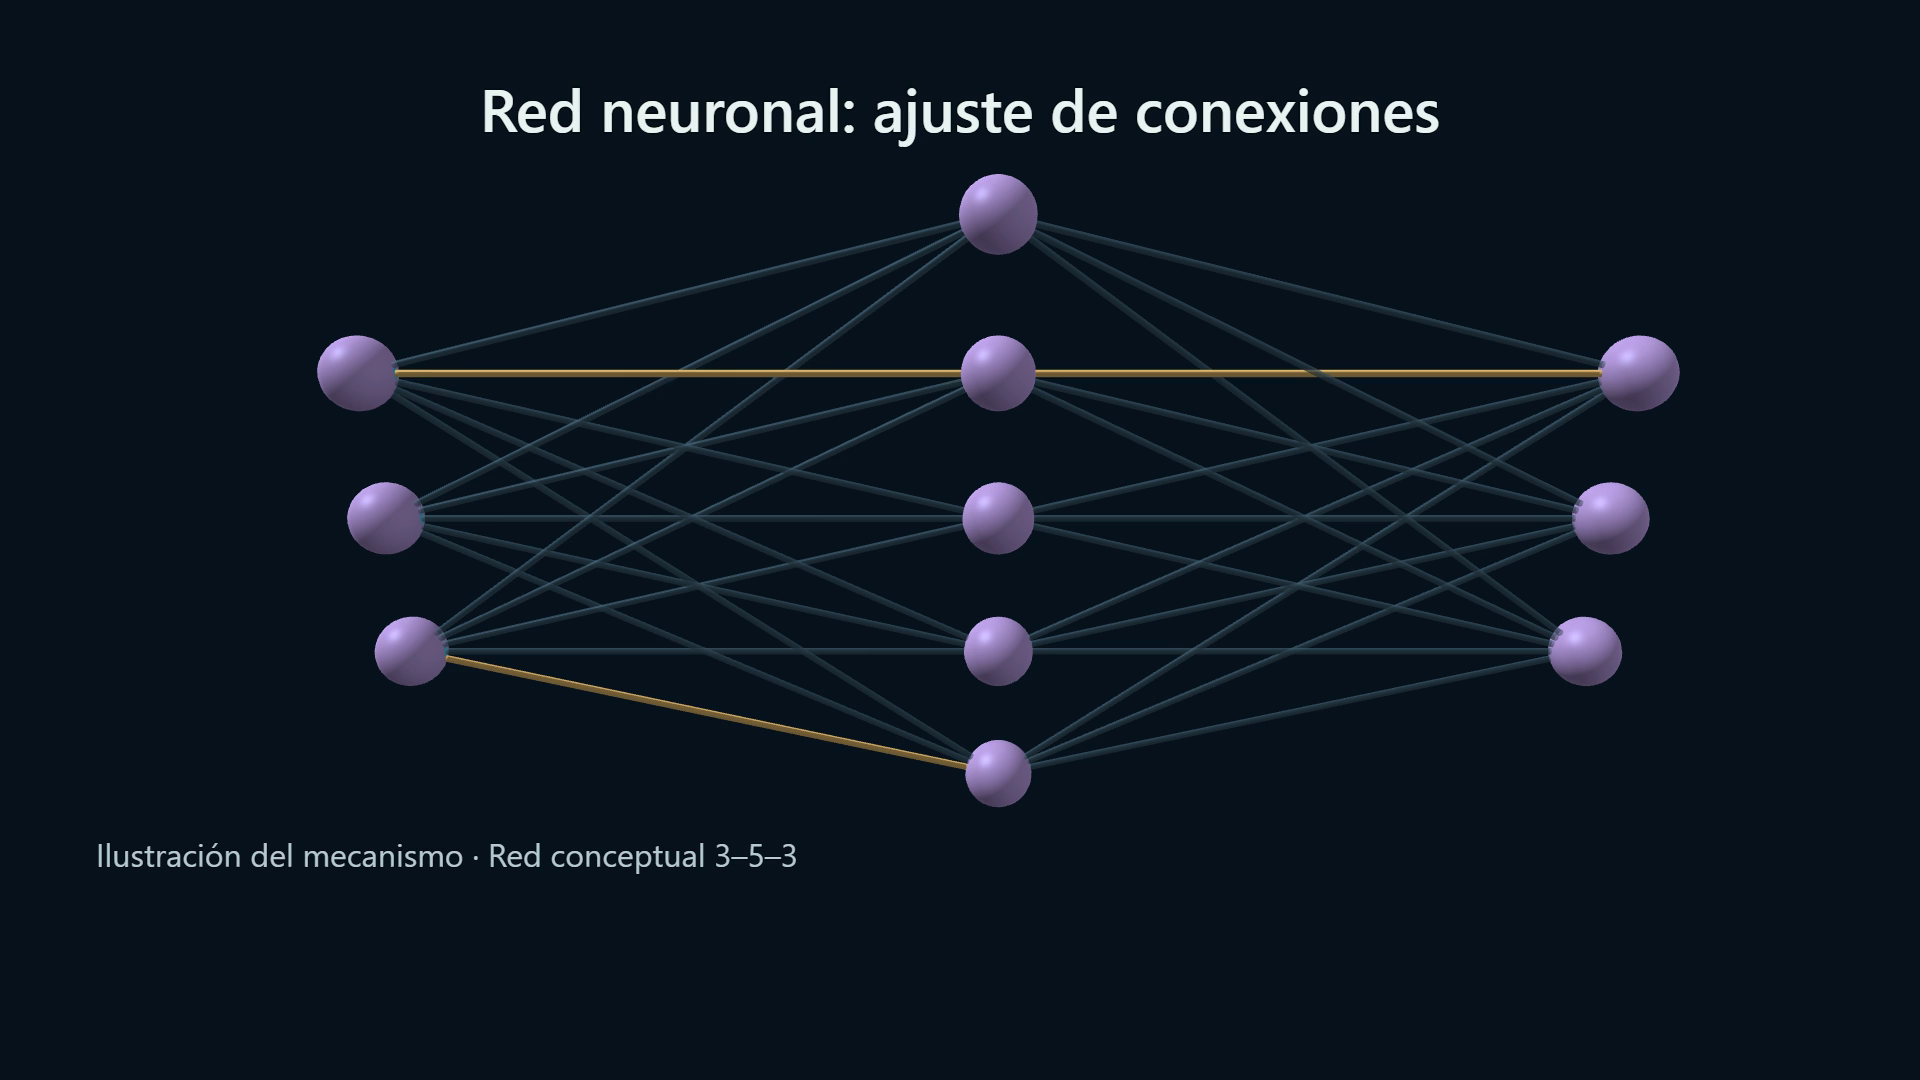 Red neuronal: ajuste de conexiones
Ilustración del mecanismo · Red conceptual 3–5–3